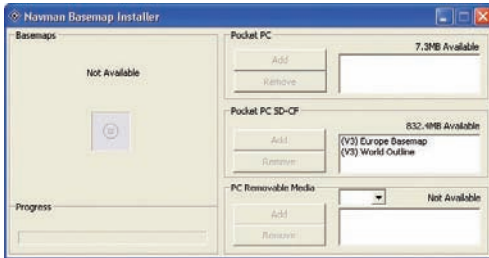 Navman Basemap Installer
Basemaps
Not Available
Progress
Pocket PC
7.3MB Available
Add
Remove
Pocket PC SD-CF
832.4MB Available
Add
Remove
(V3) Europe Basemap
(V3) World Outline
PC Removable Media
Not Available
Add
Remove